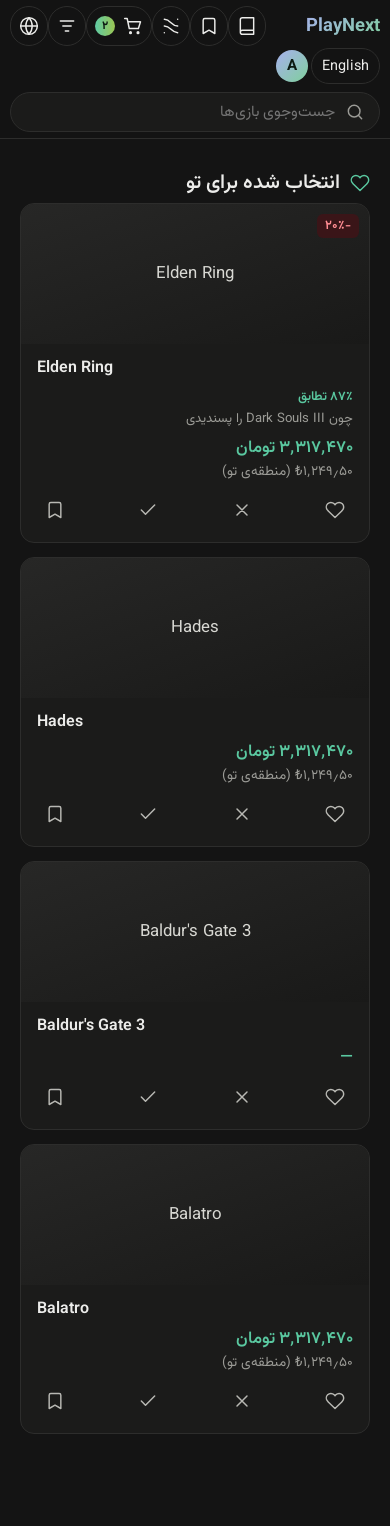 PlayNext
۲
English
A
جست‌وجوی بازی‌ها
انتخاب شده برای تو
−۲۰٪
Elden Ring
Elden Ring
۸۷٪ تطابق
چون Dark Souls III را پسندیدی
۳,۳۱۷,۴۷۰ تومان
₺۱,۲۴۹٫۵۰ (منطقه‌ی تو)
Hades
Hades
۳,۳۱۷,۴۷۰ تومان
₺۱,۲۴۹٫۵۰ (منطقه‌ی تو)
Baldur's Gate 3
Baldur's Gate 3
—
Balatro
Balatro
۳,۳۱۷,۴۷۰ تومان
₺۱,۲۴۹٫۵۰ (منطقه‌ی تو)